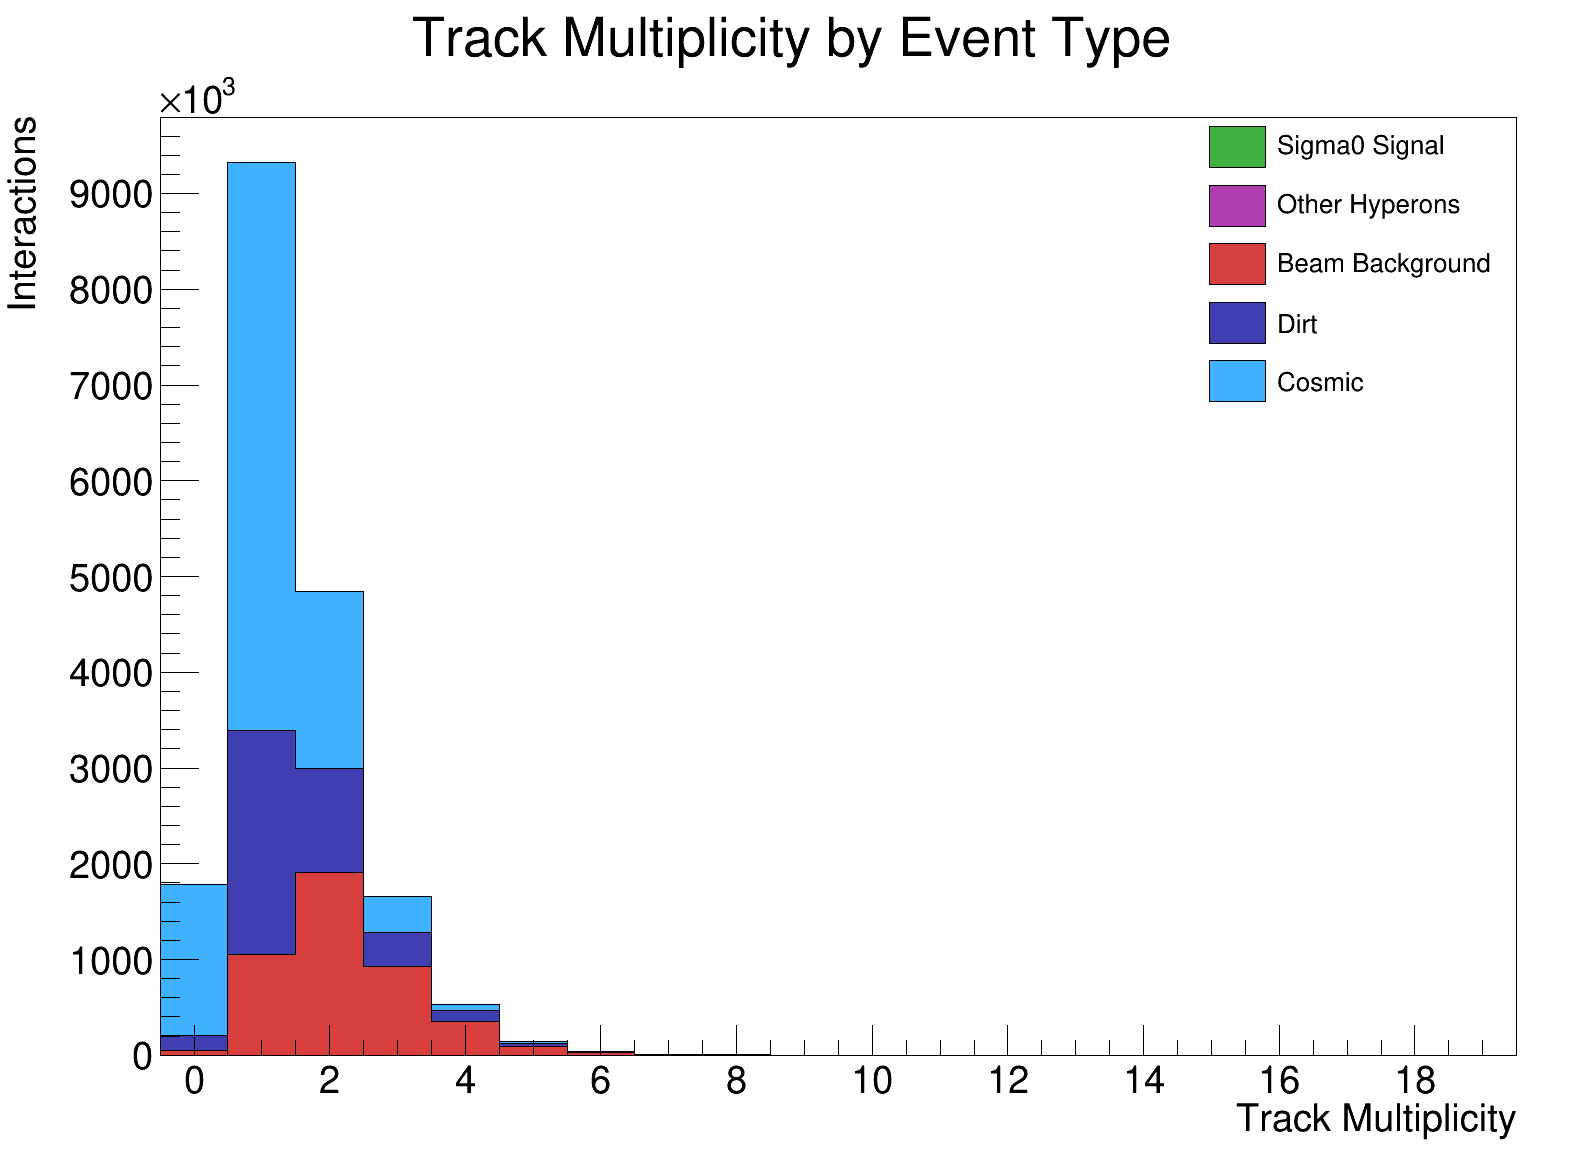 Track Multiplicity by Event Type
×10³
Interactions
9000
8000
7000
6000
5000
4000
3000
2000
1000
0
Sigma0 Signal
Other Hyperons
Beam Background
Dirt
Cosmic
0 2 4 6 8 10 12 14 16 18
Track Multiplicity